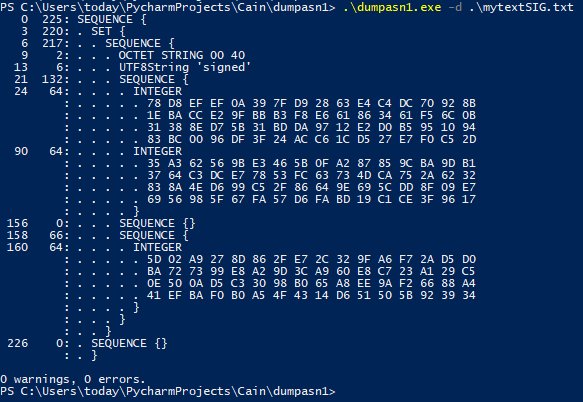 PS C:\Users\today\PycharmProjects\Cain> .\dumpasn1.exe -d .\mytextSIG.txt
0 225: SEQUENCE {
3 220: . SET {
6 217: . . SEQUENCE {
9 2: . . . OCTET STRING 00 40
13 6: . . . UTF8String 'signed'
21 132: . . . SEQUENCE {
24 64: . . . . INTEGER
: . . . . . 78 D8 EF EF 0A 39 7F D9 28 63 E4 C4 DC 70 92 8B
: . . . . . 1E BA CC E2 9F BB B3 F8 E6 61 86 34 61 F5 6C 0B
: . . . . . 31 38 8E D7 5B 31 BD DA 97 12 E2 D0 B5 95 10 94
: . . . . . 83 BC 00 96 DF 3F 24 AC C6 1C D5 27 E7 F0 C5 2D
90 64: . . . . INTEGER
: . . . . . 35 A3 62 56 9B E3 46 5B 0F A2 87 85 9C BA 9D B1
: . . . . . 37 64 C3 DC E7 78 53 FC 63 73 4D CA 75 2A 62 32
: . . . . . 83 8A 4E D6 99 C5 2F 86 64 9E 69 5C DD 8F 09 E7
: . . . . . 69 56 98 5F 67 FA 57 D6 FA BD 19 C1 CE 3F 96 17
: . . . . }
156 0: . . . SEQUENCE {}
158 66: . . . SEQUENCE {
160 64: . . . . INTEGER
: . . . . . 5D 02 A9 27 8D 86 2F E7 2C 32 9F A6 F7 2A D5 D0
: . . . . . BA 72 73 99 E8 A2 9D 3C A9 60 E8 C7 23 A1 29 C5
: . . . . . 0E 50 0A D5 C3 30 98 B0 65 A8 EE 9A F2 66 88 A4
: . . . . . 41 EF BA F0 B0 A5 4F 43 14 D6 51 50 5B 92 39 34
: . . . . }
: . . . }
: . . }
226 0: . SEQUENCE {}
: . }

0 warnings, 0 errors.
PS C:\Users\today\PycharmProjects\Cain>